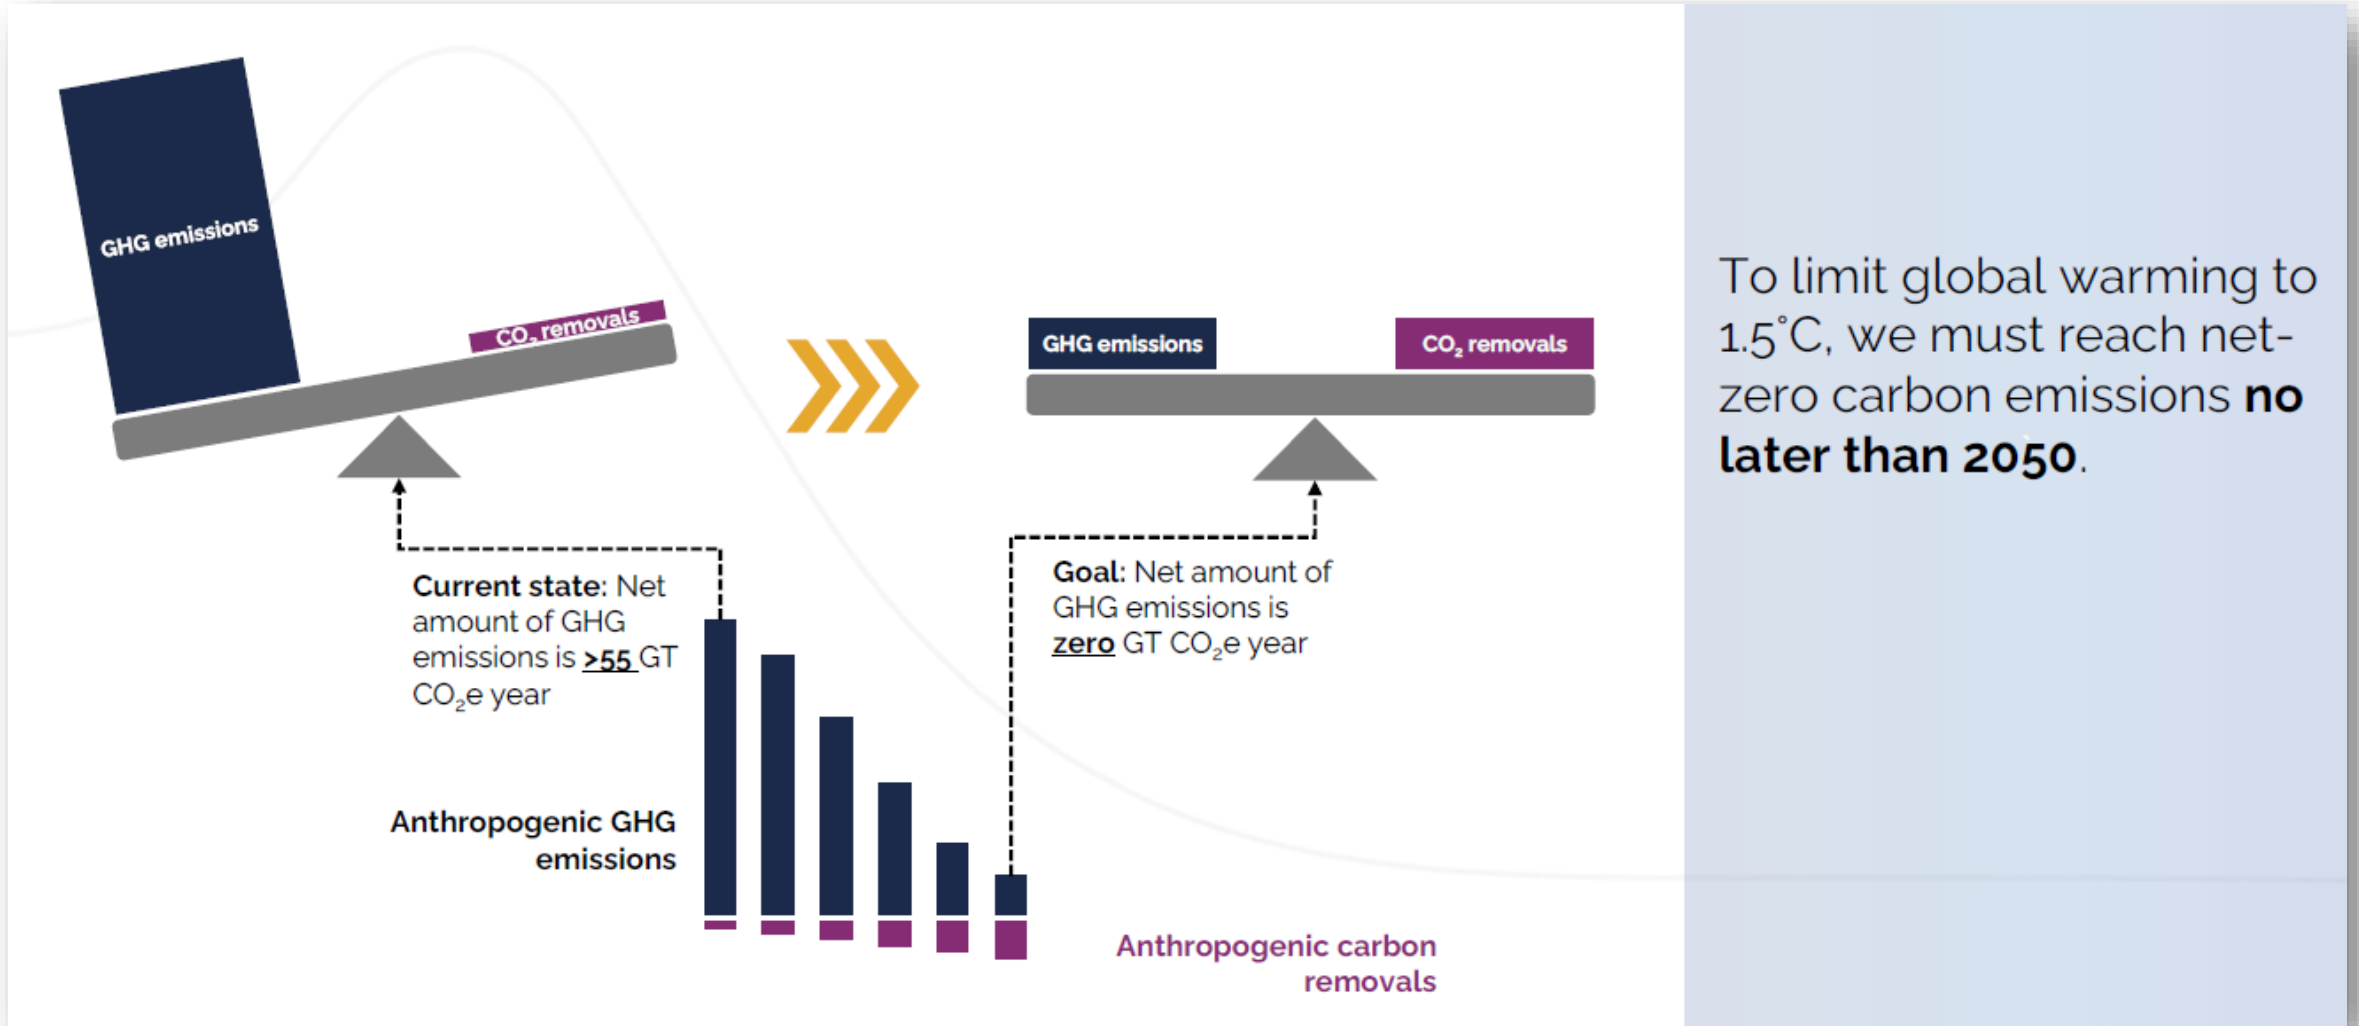 GHG emissions
CO₂ removals
GHG emissions
CO₂ removals
To limit global warming to
1.5°C, we must reach net-
zero carbon emissions no
later than 2050.
Current state: Net
amount of GHG
emissions is >55 GT
CO₂e year
Goal: Net amount of
GHG emissions is
zero GT CO₂e year
Anthropogenic GHG
emissions
Anthropogenic carbon
removals